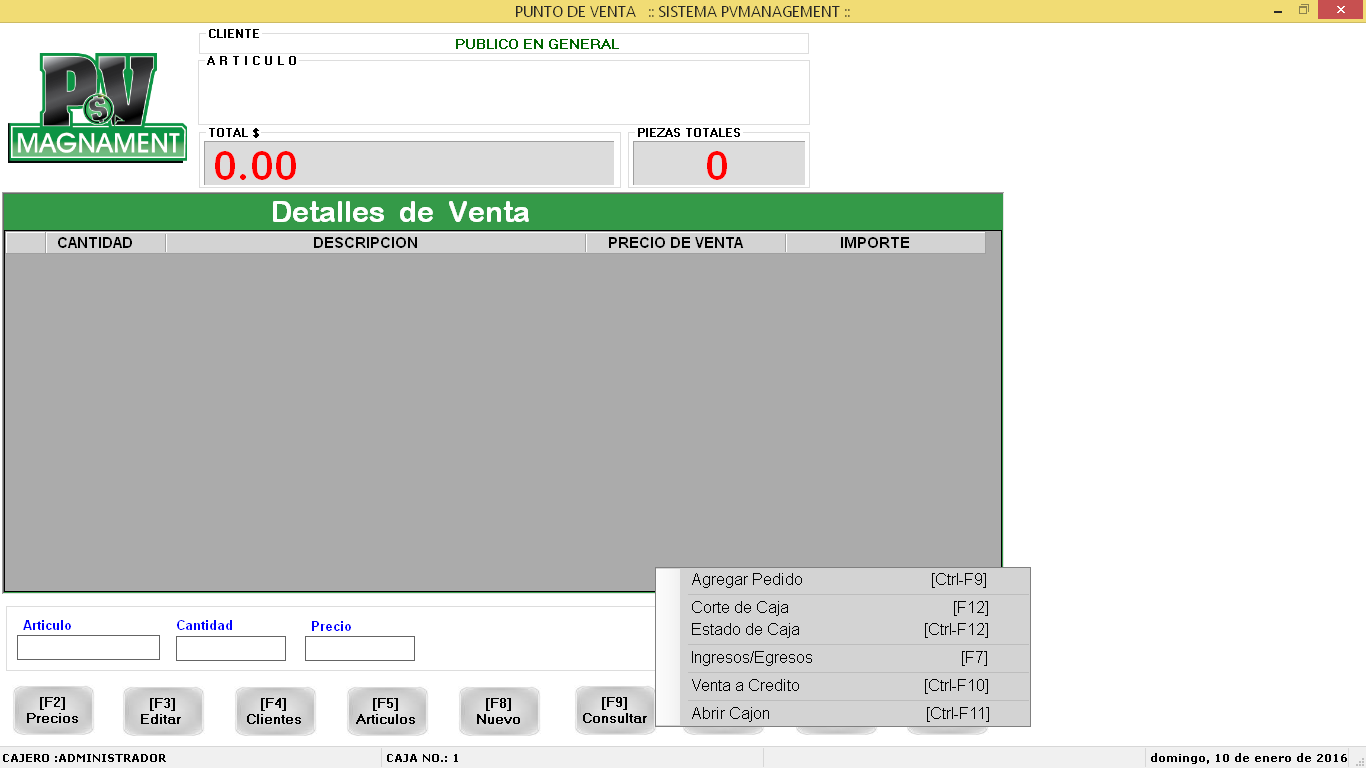 PUNTO DE VENTA :: SISTEMA PVMANAGEMENT ::
CLIENTE
PUBLICO EN GENERAL
ARTICULO
P$V
MAGNAMENT
TOTAL $
0.00
PIEZAS TOTALES
0
Detalles de Venta
CANTIDAD DESCRIPCION PRECIO DE VENTA IMPORTE
Agregar Pedido [Ctrl-F9]
Corte de Caja [F12]
Estado de Caja [Ctrl-F12]
Ingresos/Egresos [F7]
Venta a Credito [Ctrl-F10]
Abrir Cajon [Ctrl-F11]
Articulo Cantidad Precio
[F2]
Precios
[F3]
Editar
[F4]
Clientes
[F5]
Articulos
[F8]
Nuevo
[F9]
Consultar
CAJERO :ADMINISTRADOR CAJA NO.: 1 domingo, 10 de enero de 2016